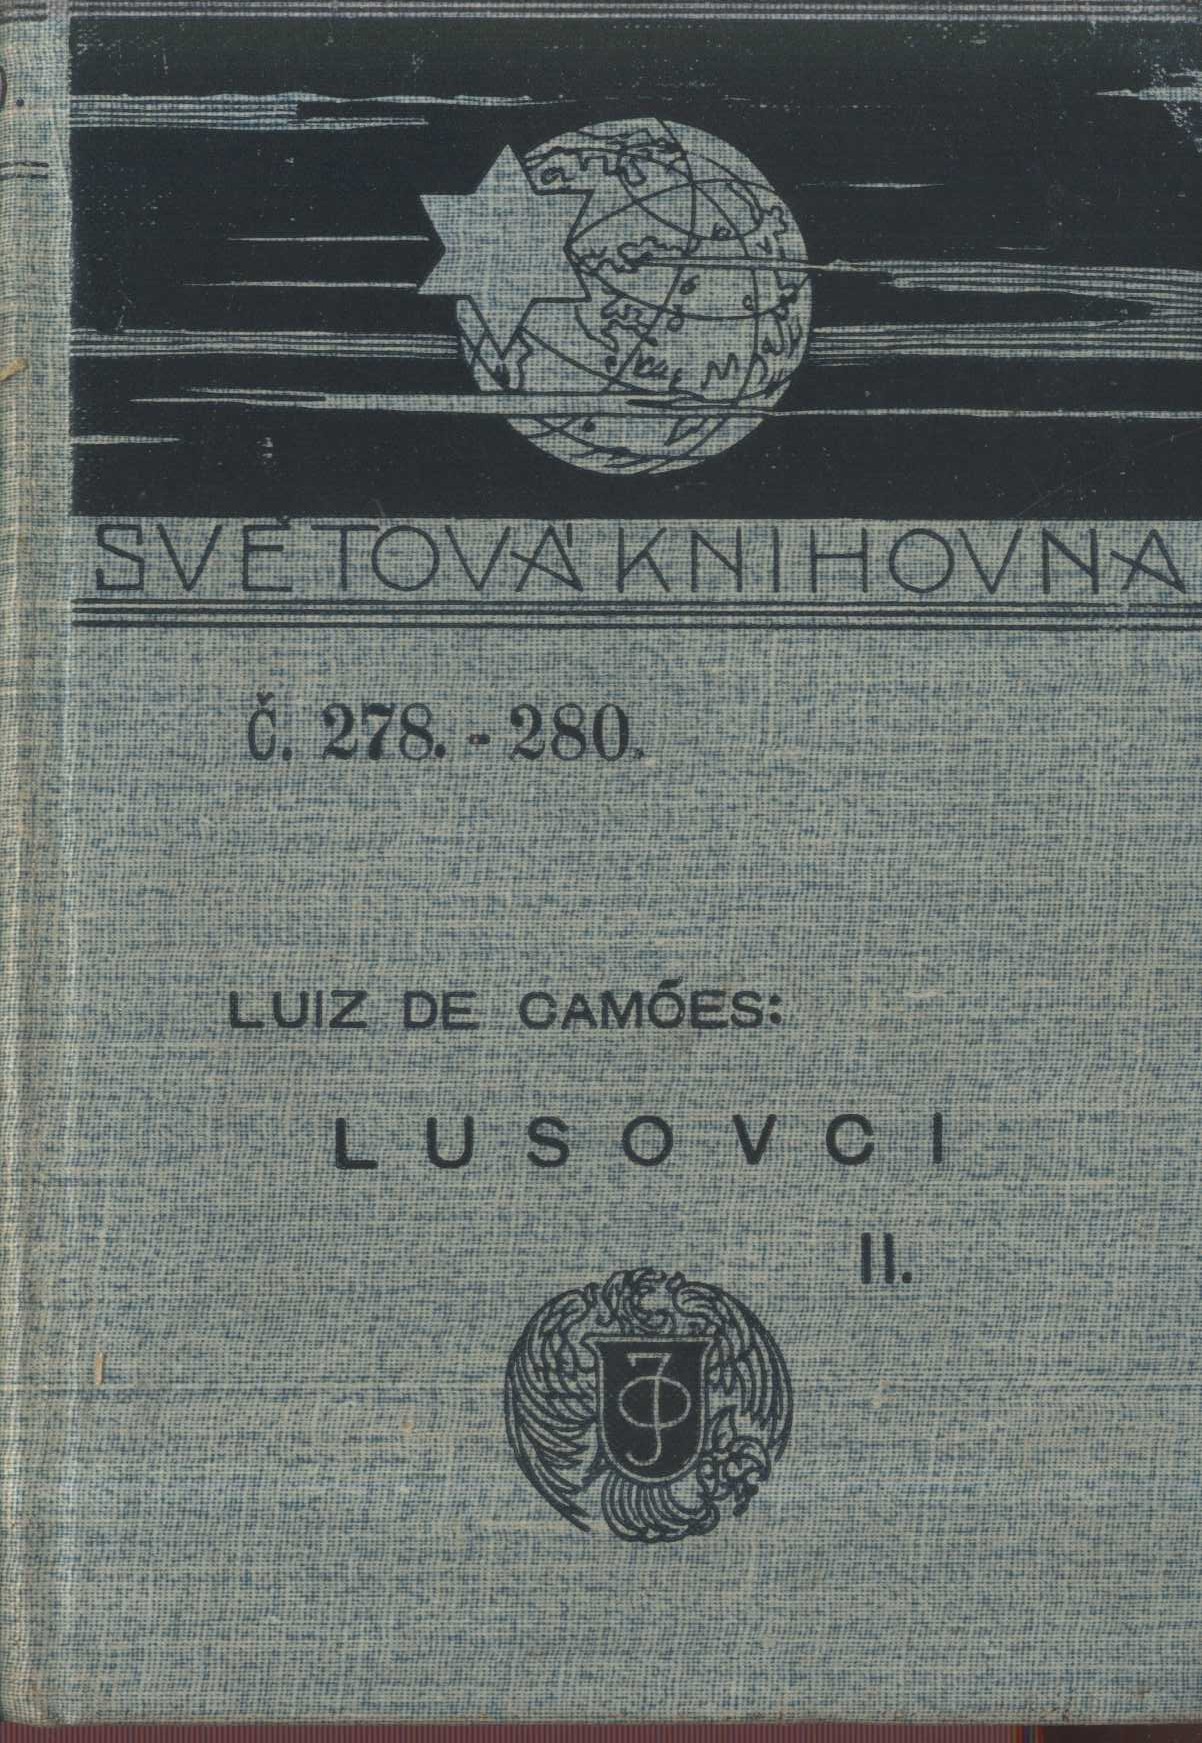 SVĚTOVÁ KNIHOVNA
Č. 278. - 280.
LUIZ DE CAMÕES:
LUSOVCI
II.